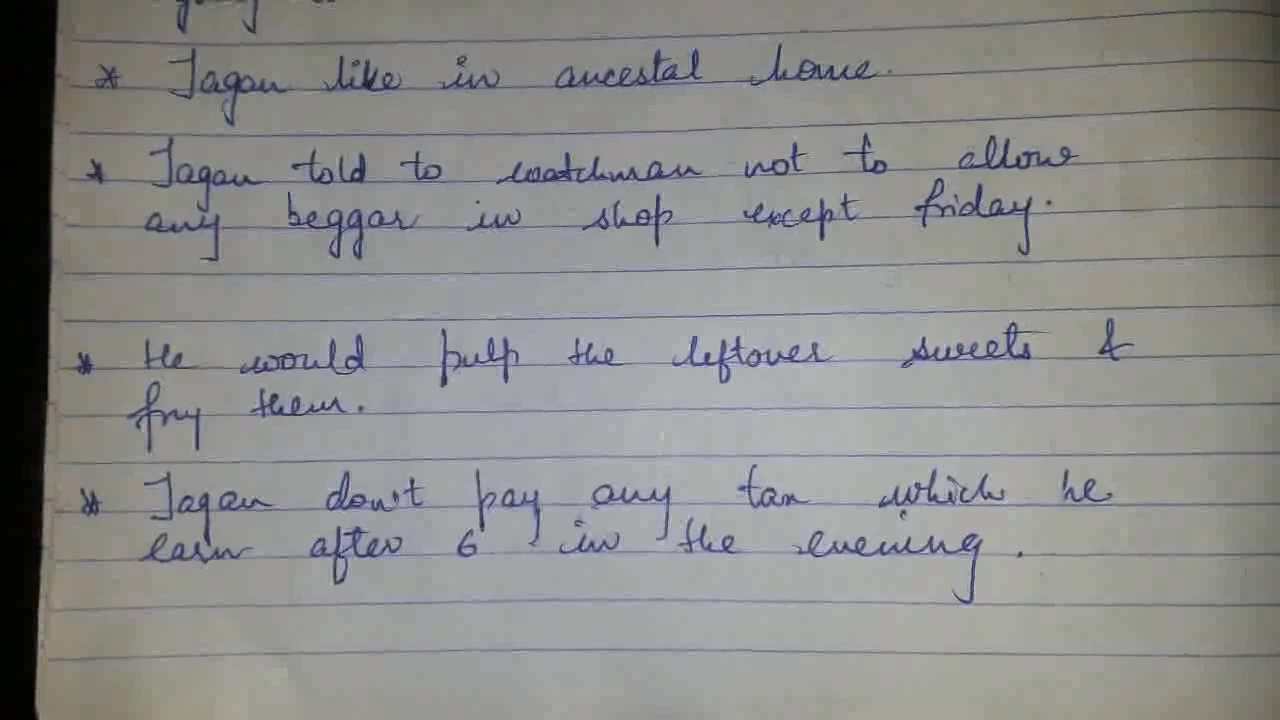 * Jagan like in ancestal home.
* Jagan told to watchman not to allow
any beggar in shop except friday.
* He would pulp the leftover sweets &
fry them.
* Jagan don't pay any tax which he
earn after 6 in the evening.